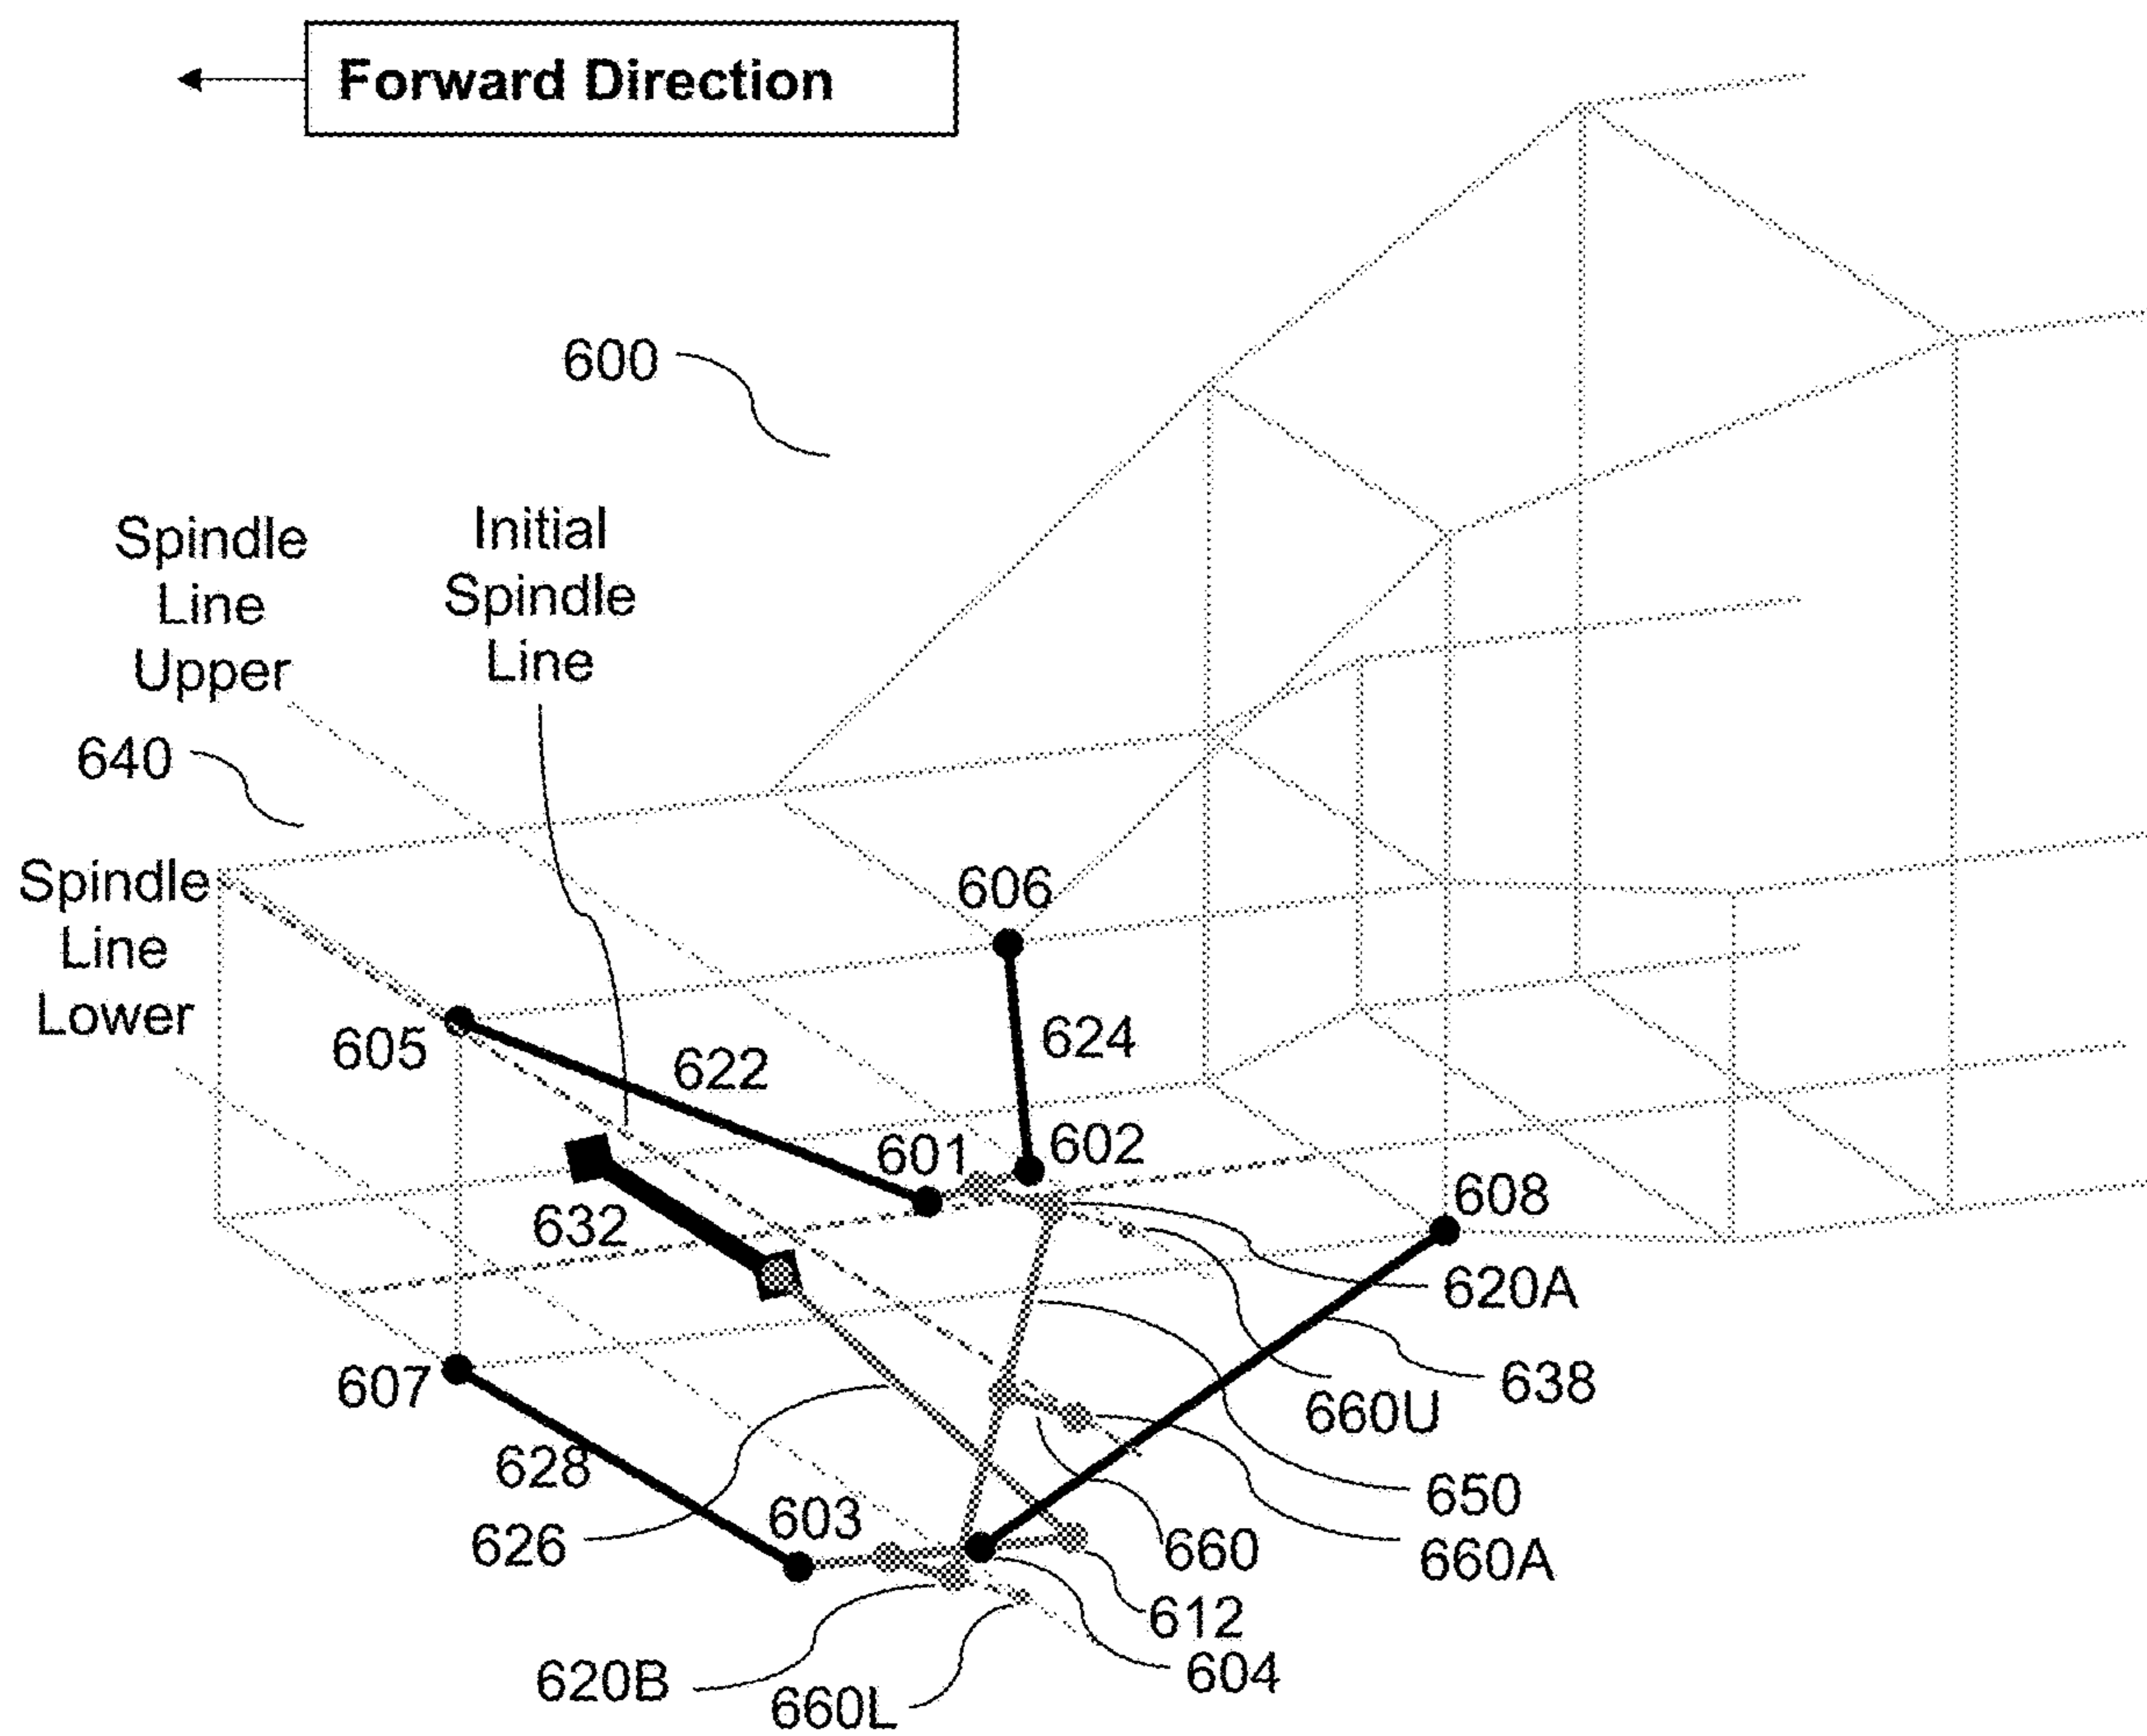 Forward Direction
600
Spindle
Line
Upper
Initial
Spindle
Line
640
Spindle
Line
Lower
606
605
622
624
601
602
632
608
620A
607
638
660U
628
650
603
626
660
660A
612
604
620B
660L